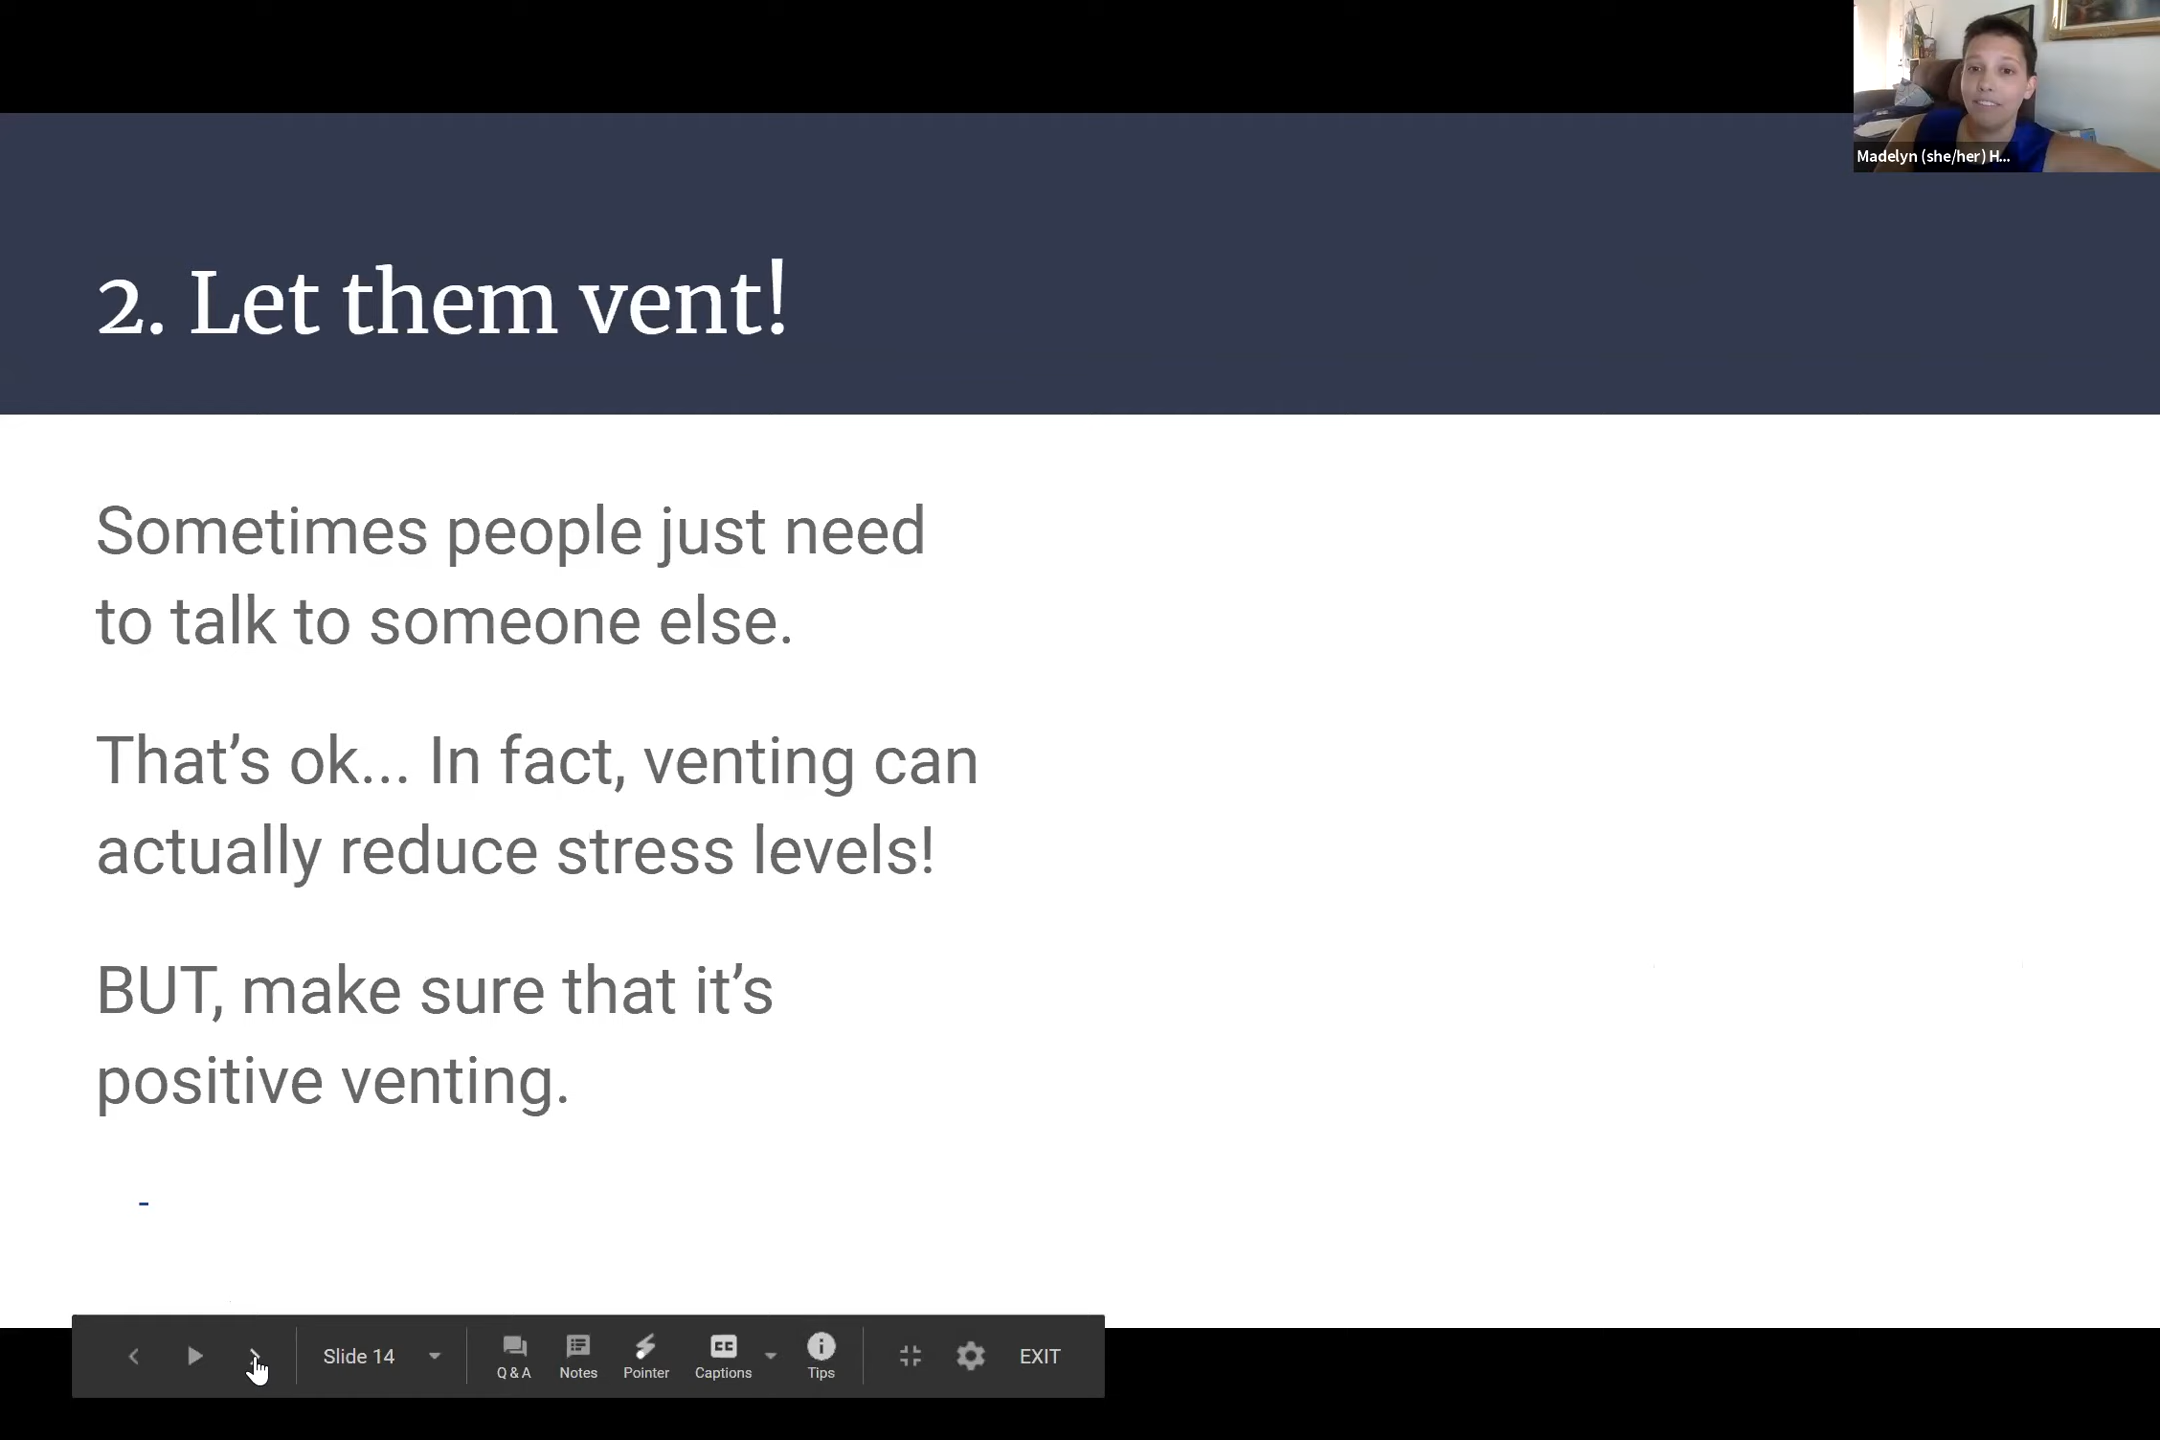 Madelyn (she/her) H...
2. Let them vent!
Sometimes people just need
to talk to someone else.
That’s ok... In fact, venting can
actually reduce stress levels!
BUT, make sure that it’s
positive venting.
-
Slide 14
Q & A
Notes
Pointer
CC
Captions
Tips
EXIT